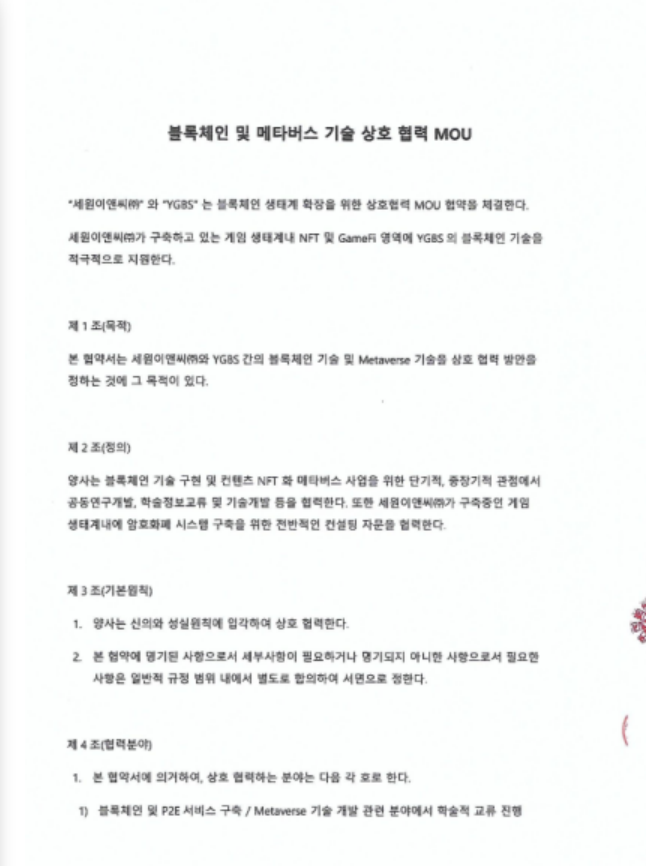 블록체인 및 메타버스 기술 상호 협력 MOU
"세원이앤씨㈜" 와 "YGBS" 는 블록체인 생태계 확장을 위한 상호협력 MOU 협약을 체결한다.
세원이앤씨㈜가 구축하고 있는 게임 생태계내 NFT 및 GameFi 영역에 YGBS 의 블록체인 기술을
적극적으로 지원한다.
제 1 조(목적)
본 협약서는 세원이앤씨㈜와 YGBS 간의 블록체인 기술 및 Metaverse 기술을 상호 협력 방안을
정하는 것에 그 목적이 있다.
제 2 조(정의)
양사는 블록체인 기술 구현 및 컨텐츠 NFT 화 메타버스 사업을 위한 단기적, 중장기적 관점에서
공동연구개발, 학술정보교류 및 기술개발 등을 협력한다. 또한 세원이앤씨㈜가 구축중인 게임
생태계내에 암호화폐 시스템 구축을 위한 전반적인 컨설팅 자문을 협력한다.
제 3 조(기본원칙)
1. 양사는 신의와 성실원칙에 입각하여 상호 협력한다.
2. 본 협약에 명기된 사항으로서 세부사항이 필요하거나 명기되지 아니한 사항으로서 필요한
사항은 일반적 규정 범위 내에서 별도로 합의하여 서면으로 정한다.
제 4 조(협력분야)
1. 본 협약서에 의거하여, 상호 협력하는 분야는 다음 각 호로 한다.
1) 블록체인 및 P2E 서비스 구축 / Metaverse 기술 개발 관련 분야에서 학술적 교류 진행